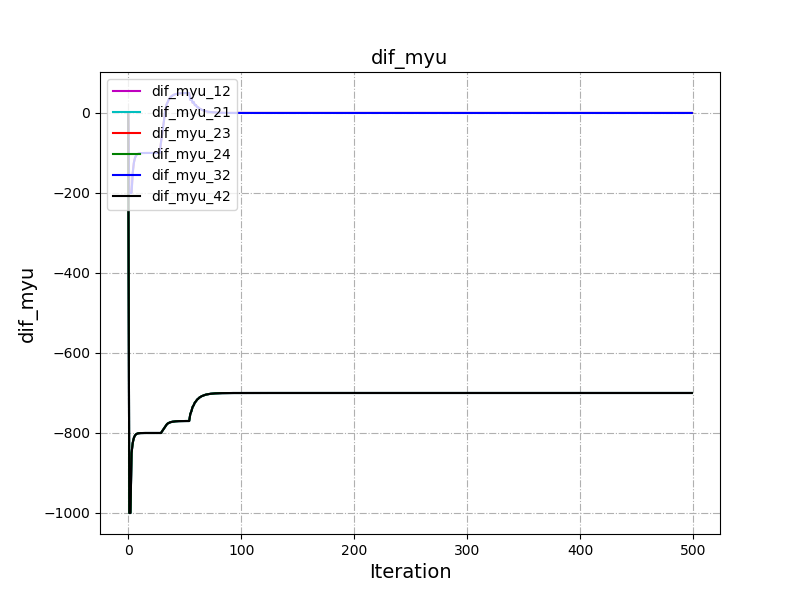 dif_myu
dif_myu_12
dif_myu_21
dif_myu_23
dif_myu_24
dif_myu_32
dif_myu_42
0
−200
−400
−600
−800
−1000
dif_myu
0
100
200
300
400
500
Iteration